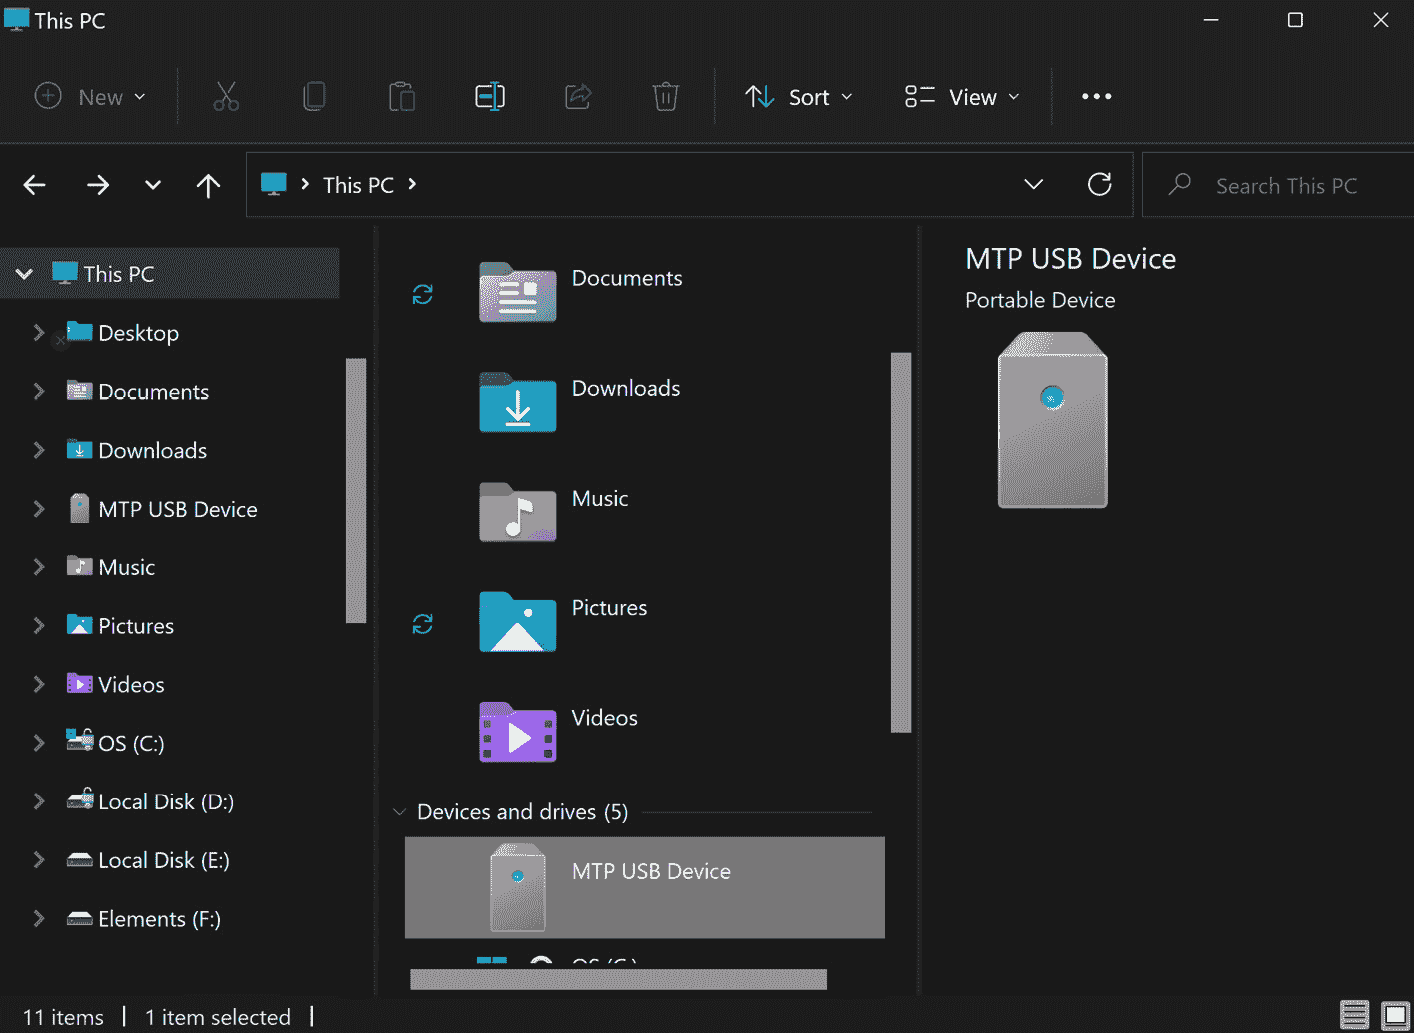 This PC
New
Sort
View
This PC
Search This PC
This PC
Desktop
Documents
Downloads
MTP USB Device
Music
Pictures
Videos
OS (C:)
Local Disk (D:)
Local Disk (E:)
Elements (F:)
Documents
Downloads
Music
Pictures
Videos
Devices and drives (5)
MTP USB Device
OS (C:)
MTP USB Device
Portable Device
11 items
1 item selected